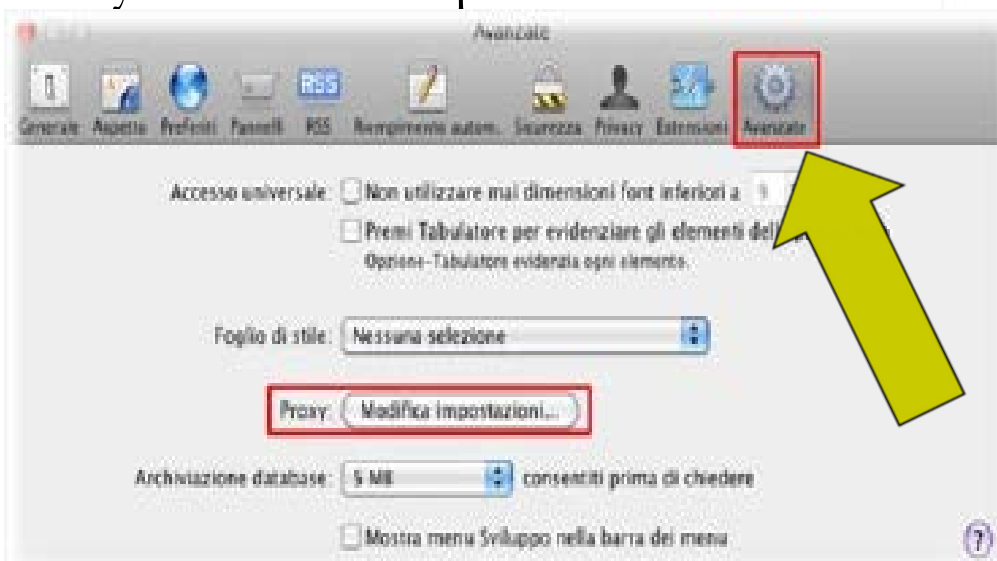 Avanzate
Generale Aspetto Preferiti Pannelli RSS Riempimento autom. Sicurezza Privacy Estensioni Avanzate
Accesso universale: Non utilizzare mai dimensioni font inferiori a 9
Premi Tabulatore per evidenziare gli elementi
Opzione-Tabulatore evidenzia ogni elemento.
Foglio di stile: Nessuna selezione
Proxy: Modifica impostazioni...
Archiviazione database: 5 MB consentiti prima di chiedere
Mostra menu Sviluppo nella barra dei menu
?